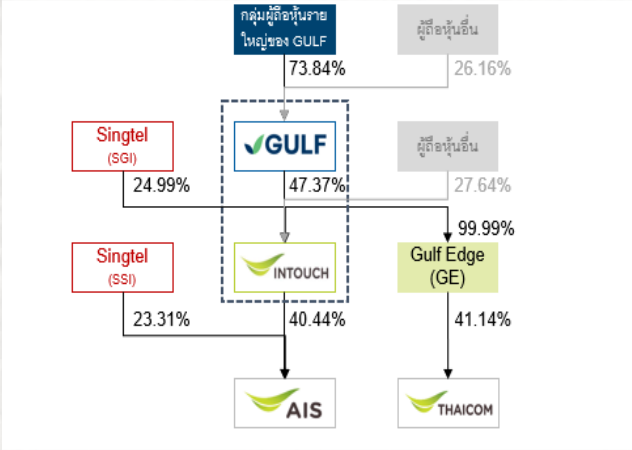 กลุ่มผู้ถือหุ้นราย
ใหญ่ของ GULF
ผู้ถือหุ้นอื่น
73.84%
26.16%
Singtel
(SGI)
GULF
ผู้ถือหุ้นอื่น
24.99%
47.37%
27.64%
99.99%
Singtel
(SSI)
INTOUCH
Gulf Edge
(GE)
23.31%
40.44%
41.14%
AIS
THAICOM